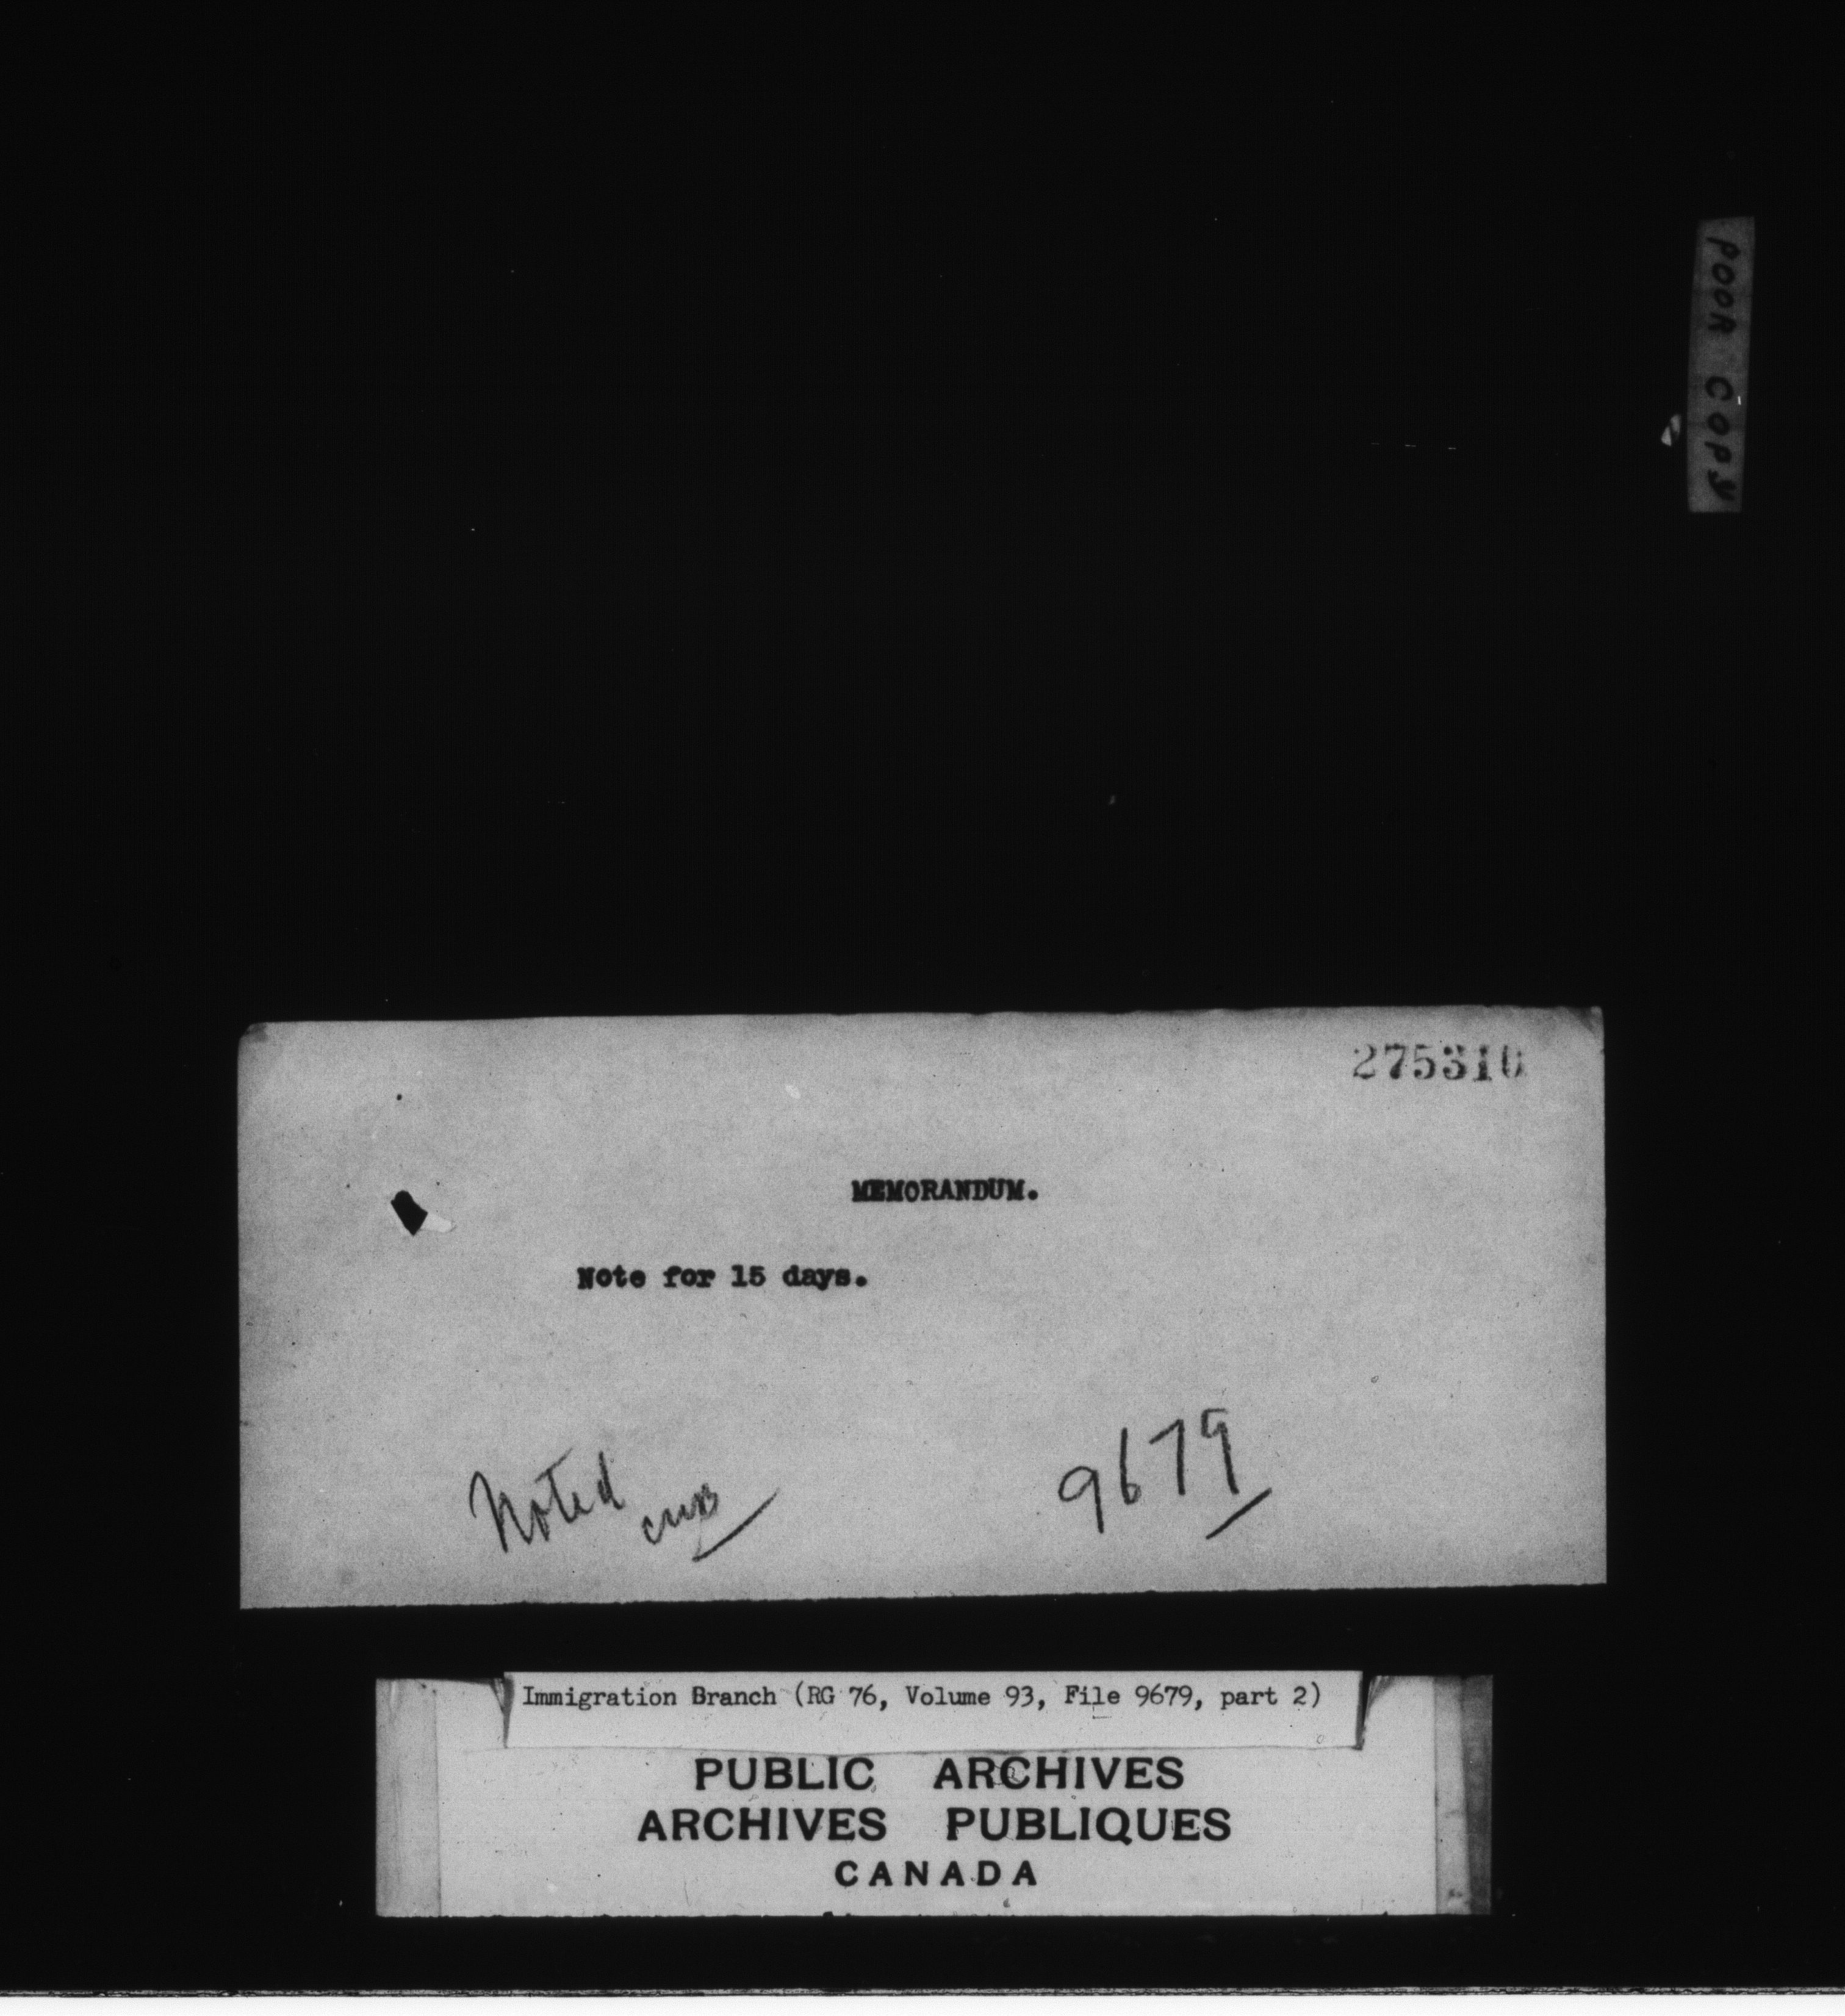 POOR COPY
275310
MEMORANDUM.
Note for 15 days.
Noted
9679
Immigration Branch (RG 76, Volume 93, File 9679, part 2)
PUBLIC ARCHIVES
ARCHIVES PUBLIQUES
CANADA